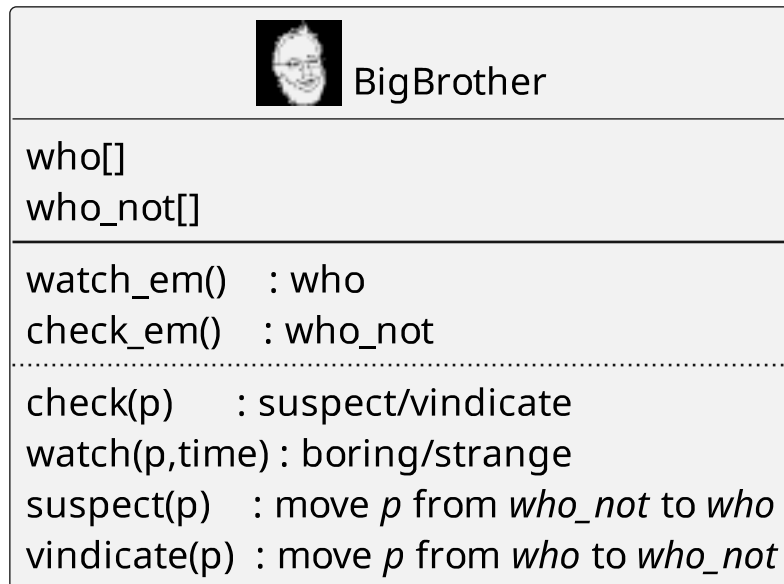 BigBrother
who[]
who_not[]
watch_em() : who
check_em() : who_not
check(p) : suspect/vindicate
watch(p,time) : boring/strange
suspect(p) : move p from who_not to who
vindicate(p) : move p from who to who_not